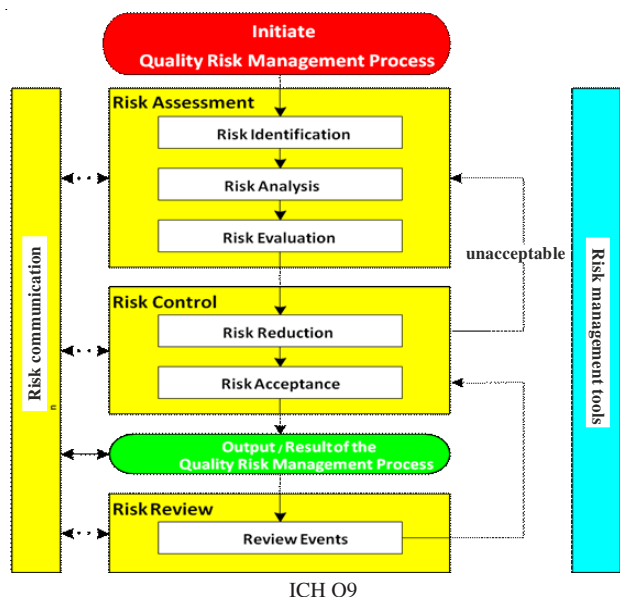 Initiate
Quality Risk Management Process
Risk Assessment
Risk Identification
Risk Analysis
Risk Evaluation
unacceptable
Risk Control
Risk Reduction
Risk Acceptance
Output / Result of the
Quality Risk Management Process
Risk Review
Review Events
Risk communication
n
Risk management tools
ICH Q9